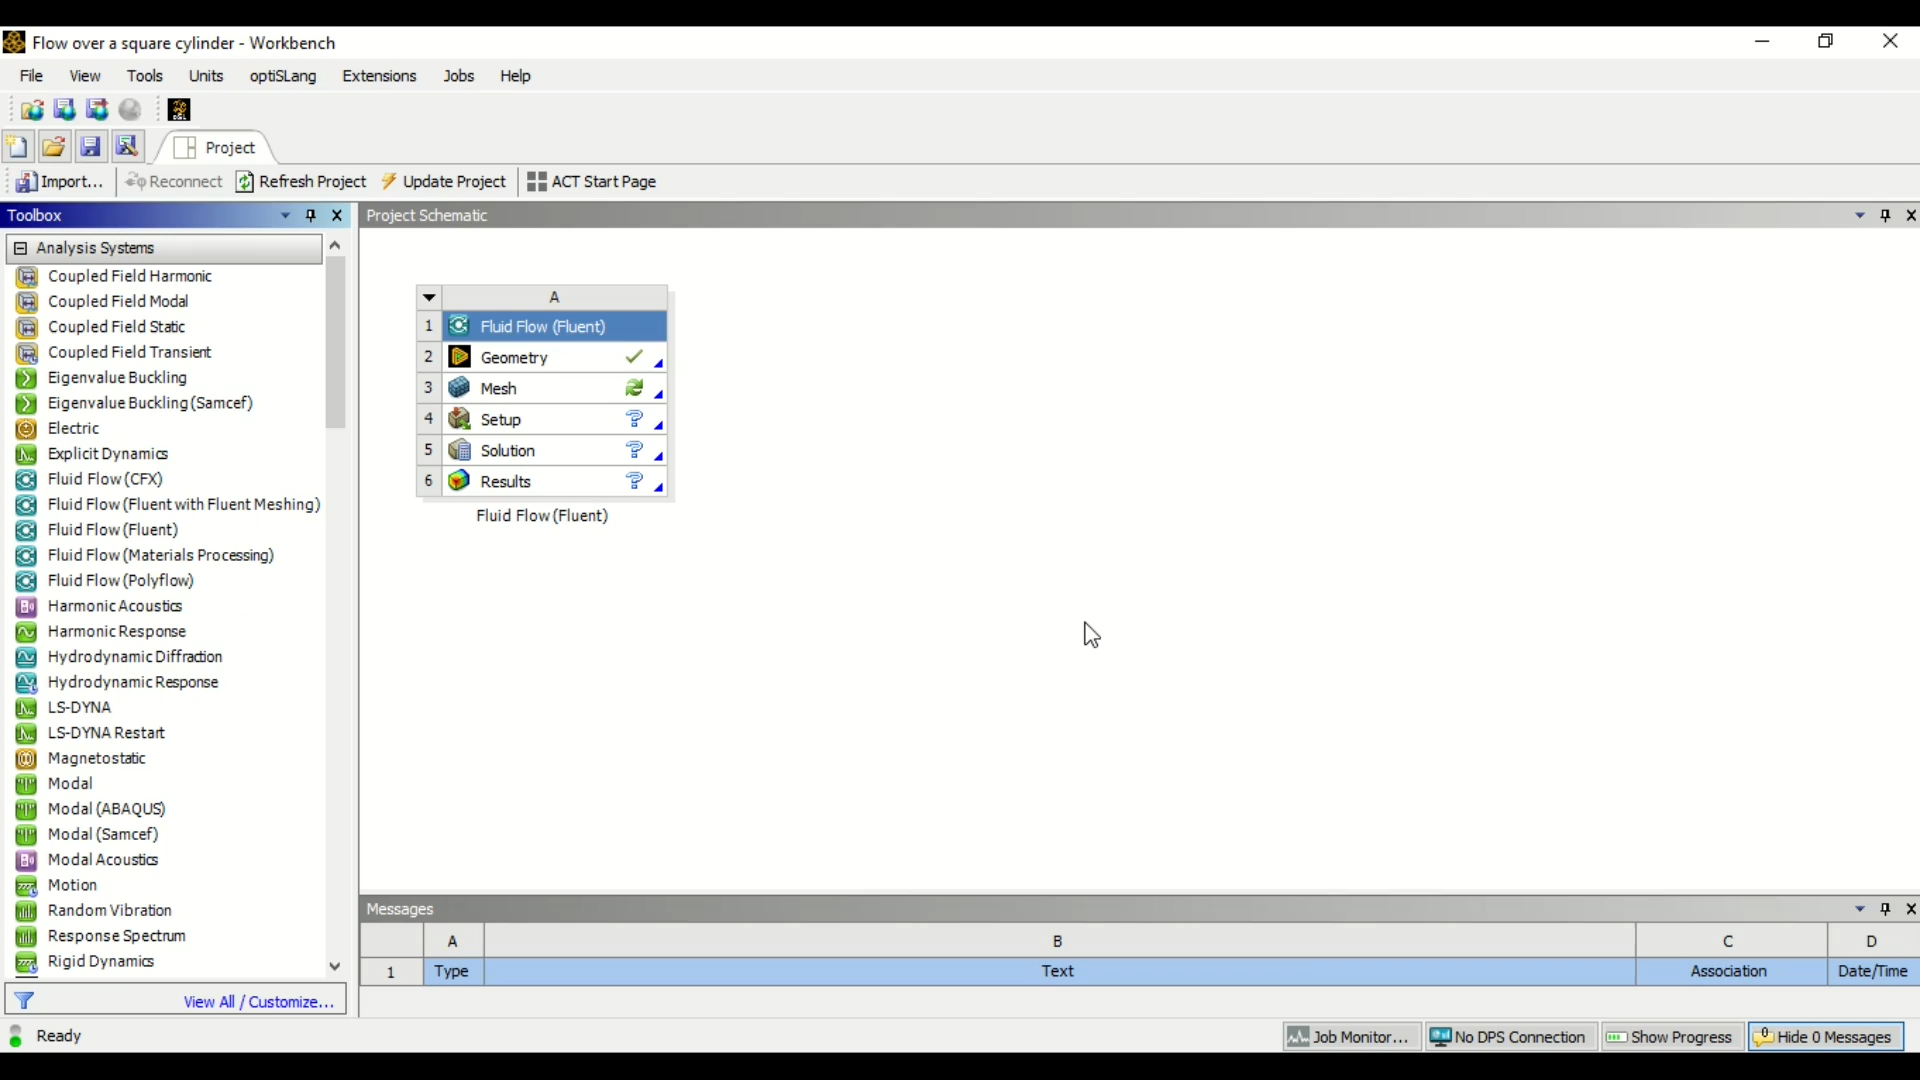 Flow over a square cylinder - Workbench
File View Tools Units optiSLang Extensions Jobs Help
Project
Import... Reconnect Refresh Project Update Project ACT Start Page
Toolbox
Analysis Systems
Coupled Field Harmonic
Coupled Field Modal
Coupled Field Static
Coupled Field Transient
Eigenvalue Buckling
Eigenvalue Buckling (Samcef)
Electric
Explicit Dynamics
Fluid Flow (CFX)
Fluid Flow (Fluent with Fluent Meshing)
Fluid Flow (Fluent)
Fluid Flow (Materials Processing)
Fluid Flow (Polyflow)
Harmonic Acoustics
Harmonic Response
Hydrodynamic Diffraction
Hydrodynamic Response
LS-DYNA
LS-DYNA Restart
Magnetostatic
Modal
Modal (ABAQUS)
Modal (Samcef)
Modal Acoustics
Motion
Random Vibration
Response Spectrum
Rigid Dynamics
View All / Customize...
Project Schematic
A
1 Fluid Flow (Fluent)
2 Geometry
3 Mesh
4 Setup ?
5 Solution ?
6 Results ?
Fluid Flow (Fluent)
Messages
A B C D
1 Type Text Association Date/Time
Ready
Job Monitor... No DPS Connection Show Progress 0 Hide 0 Messages